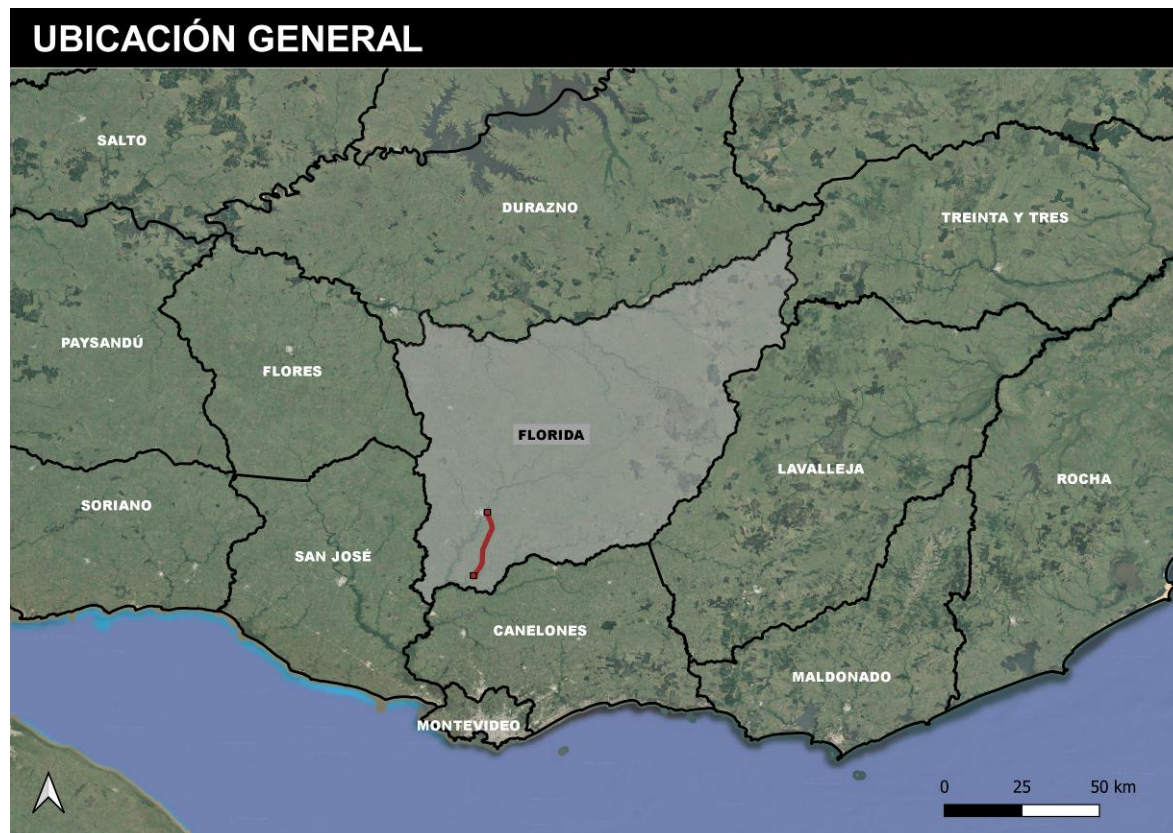 UBICACIÓN GENERAL
SALTO
DURAZNO
TREINTA Y TRES
PAYSANDÚ
FLORES
FLORIDA
LAVALLEJA
ROCHA
SORIANO
SAN JOSÉ
CANELONES
MALDONADO
MONTEVIDEO
0 25 50 km